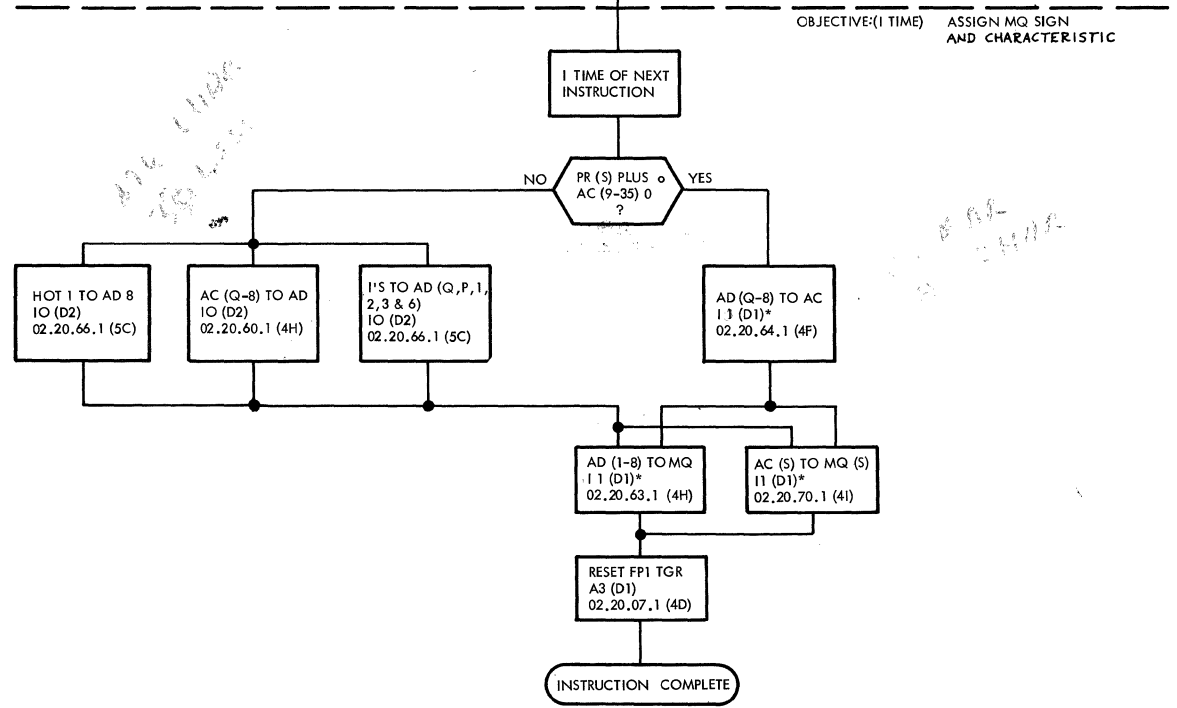 OBJECTIVE:(I TIME) ASSIGN MQ SIGN
AND CHARACTERISTIC
I TIME OF NEXT
INSTRUCTION
NO
PR (S) PLUS o
AC (9-35) 0
?
YES
HOT 1 TO AD 8
IO (D2)
02.20.66.1 (5C)
AC (Q-8) TO AD
IO (D2)
02.20.60.1 (4H)
I'S TO AD (Q,P,1,
2,3 & 6)
IO (D2)
02.20.66.1 (5C)
AD (Q-8) TO AC
I 1 (D1)*
02.20.64.1 (4F)
AD (1-8) TO MQ
I 1 (D1)*
02.20.63.1 (4H)
AC (S) TO MQ (S)
I1 (D1)*
02.20.70.1 (4I)
RESET FP1 TGR
A3 (D1)
02.20.07.1 (4D)
INSTRUCTION COMPLETE